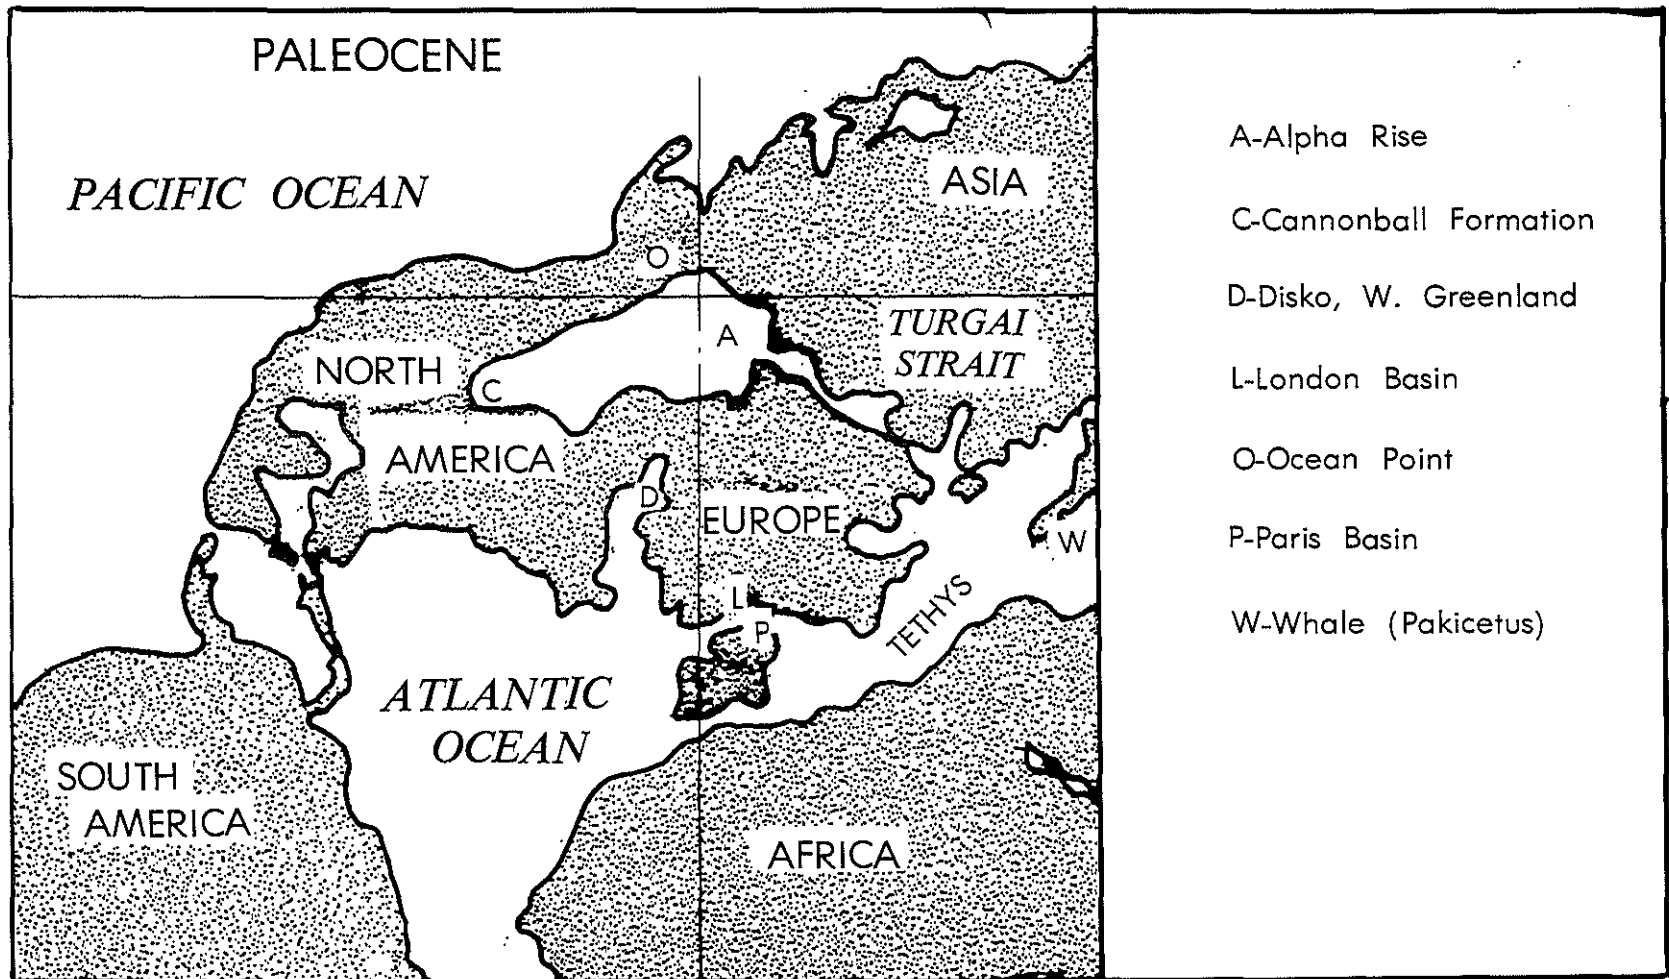 PALEOCENE
PACIFIC OCEAN
ASIA
O
TURGAI
STRAIT
A
NORTH
C
AMERICA
D
EUROPE
W
L
P
TETHYS
ATLANTIC
OCEAN
SOUTH
AMERICA
AFRICA
A-Alpha Rise
C-Cannonball Formation
D-Disko, W. Greenland
L-London Basin
O-Ocean Point
P-Paris Basin
W-Whale (Pakicetus)